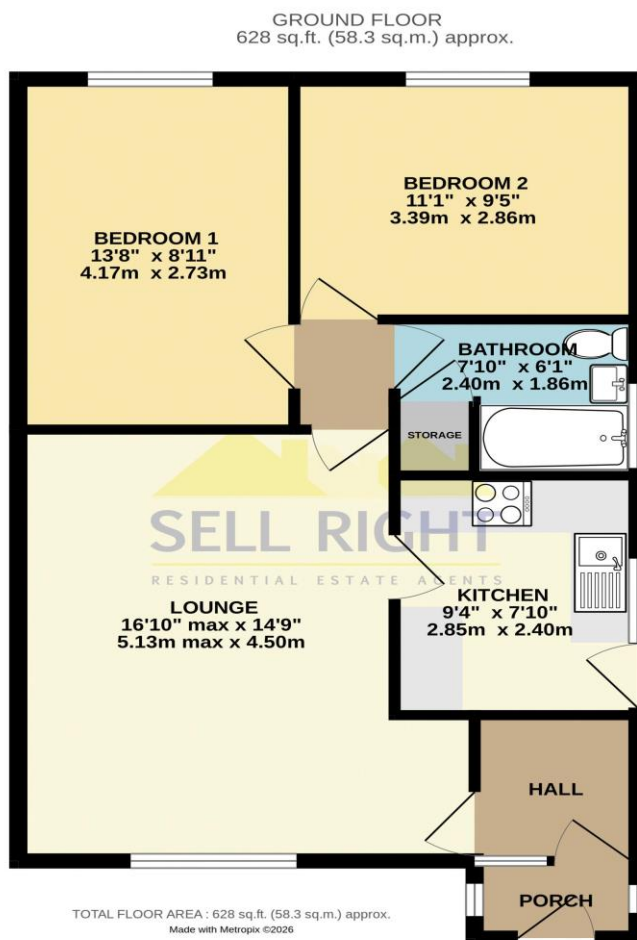 GROUND FLOOR
628 sq.ft. (58.3 sq.m.) approx.
BEDROOM 1
13'8" x 8'11"
4.17m x 2.73m
BEDROOM 2
11'1" x 9'5"
3.39m x 2.86m
BATHROOM
7'10" x 6'1"
2.40m x 1.86m
STORAGE
SELL RIGHT
RESIDENTIAL ESTATE AGENTS
LOUNGE
16'10" max x 14'9"
5.13m max x 4.50m
KITCHEN
9'4" x 7'10"
2.85m x 2.40m
HALL
PORCH
TOTAL FLOOR AREA : 628 sq.ft. (58.3 sq.m.) approx.
Made with Metropix ©2026